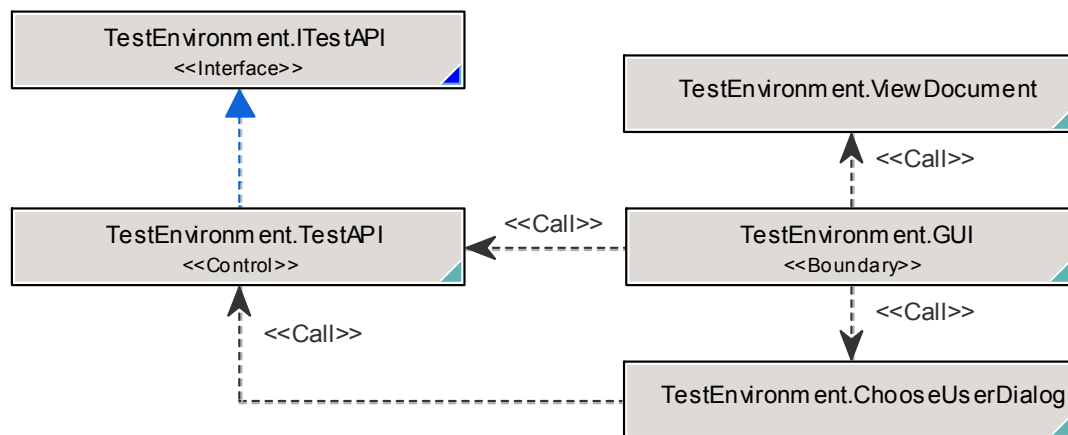 TestEnvironment.ITestAPI
<<Interface>>
TestEnvironment.ViewDocument
<<Call>>
TestEnvironment.TestAPI
<<Control>>
<<Call>>
TestEnvironment.GUI
<<Boundary>>
<<Call>>
<<Call>>
TestEnvironment.ChooseUserDialog